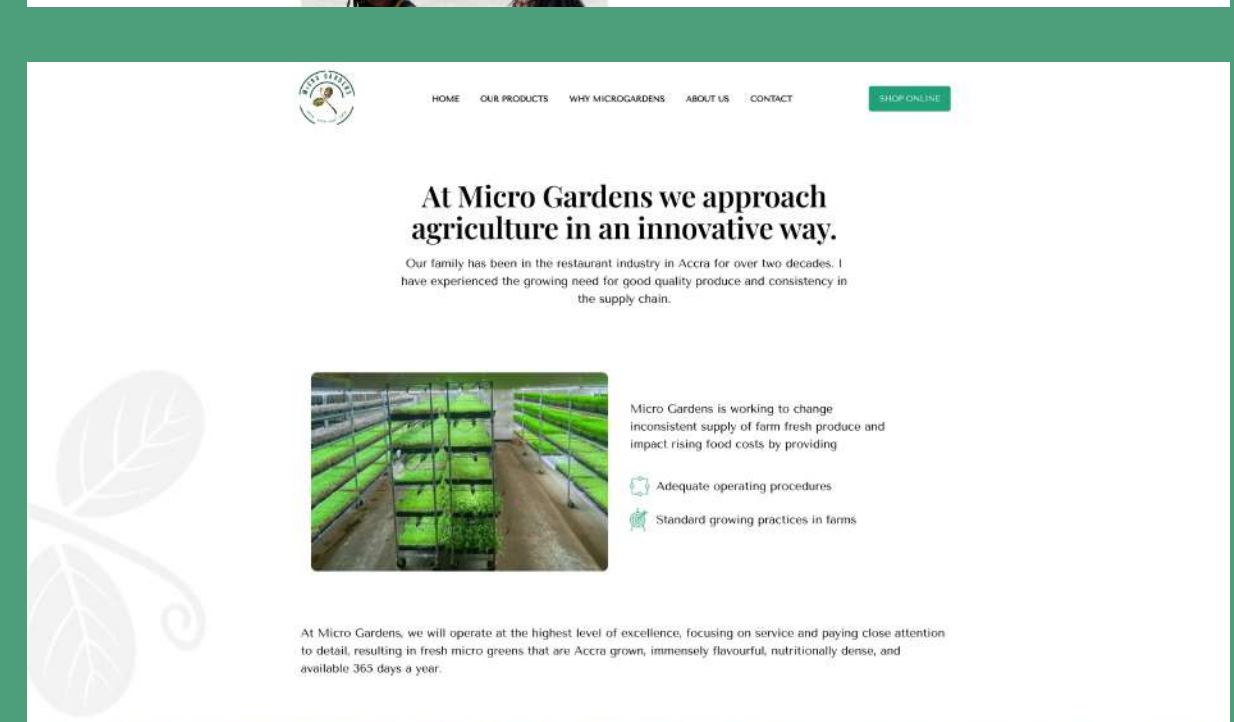 MICRO GARDENS
HOME OUR PRODUCTS WHY MICROGARDENS ABOUT US CONTACT SHOP ONLINE
At Micro Gardens we approach
agriculture in an innovative way.
Our family has been in the restaurant industry in Accra for over two decades. I
have experienced the growing need for good quality produce and consistency in
the supply chain.
Micro Gardens is working to change
inconsistent supply of farm fresh produce and
impact rising food costs by providing
Adequate operating procedures
Standard growing practices in farms
At Micro Gardens, we will operate at the highest level of excellence, focusing on service and paying close attention
to detail, resulting in fresh micro greens that are Accra grown, immensely flavourful, nutritionally dense, and
available 365 days a year.